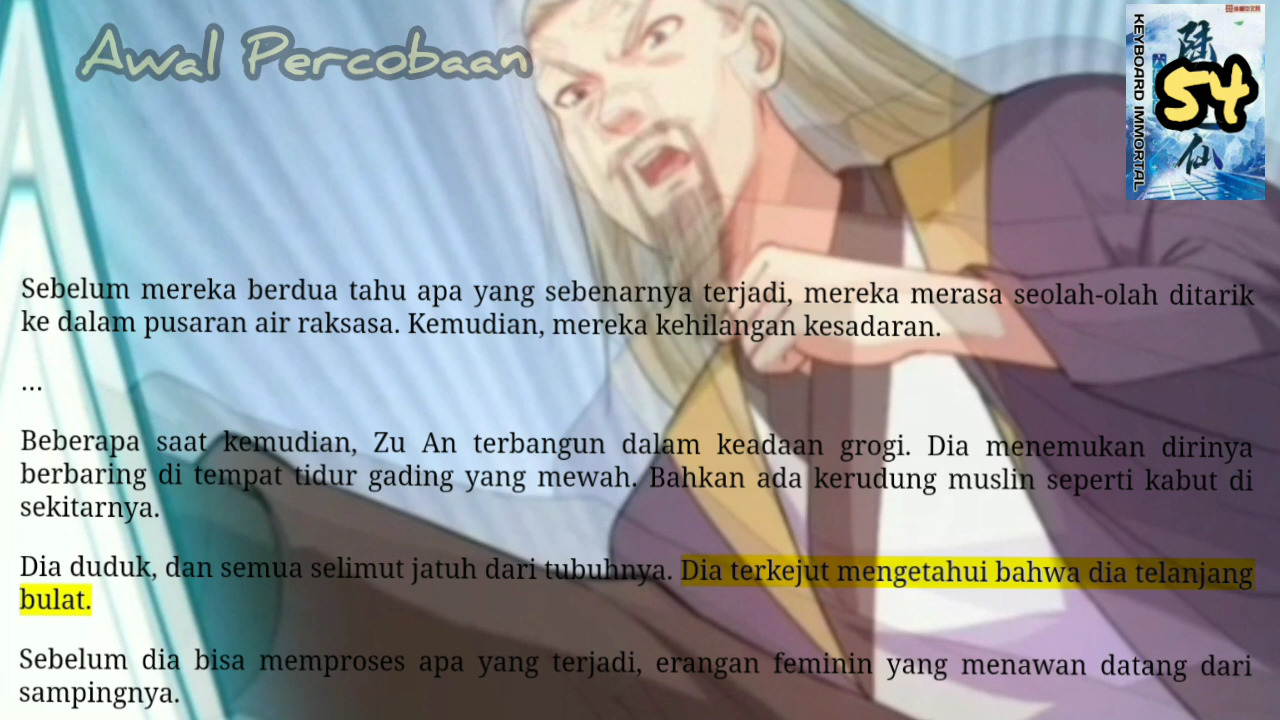 Awal Percobaan
KEYBOARD IMMORTAL
54
Sebelum mereka berdua tahu apa yang sebenarnya terjadi, mereka merasa seolah-olah ditarik
ke dalam pusaran air raksasa. Kemudian, mereka kehilangan kesadaran.
...
Beberapa saat kemudian, Zu An terbangun dalam keadaan grogi. Dia menemukan dirinya
berbaring di tempat tidur gading yang mewah. Bahkan ada kerudung muslin seperti kabut di
sekitarnya.
Dia duduk, dan semua selimut jatuh dari tubuhnya. Dia terkejut mengetahui bahwa dia telanjang
bulat.
Sebelum dia bisa memproses apa yang terjadi, erangan feminin yang menawan datang dari
sampingnya.